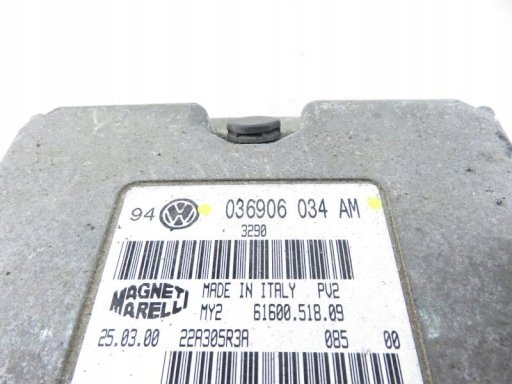 94 VW 036906 034 AM
3290
MAGNETI MARELLI
MADE IN ITALY PV2
MY2 61600.518.09
25.03.00 22A305R3A 085 00